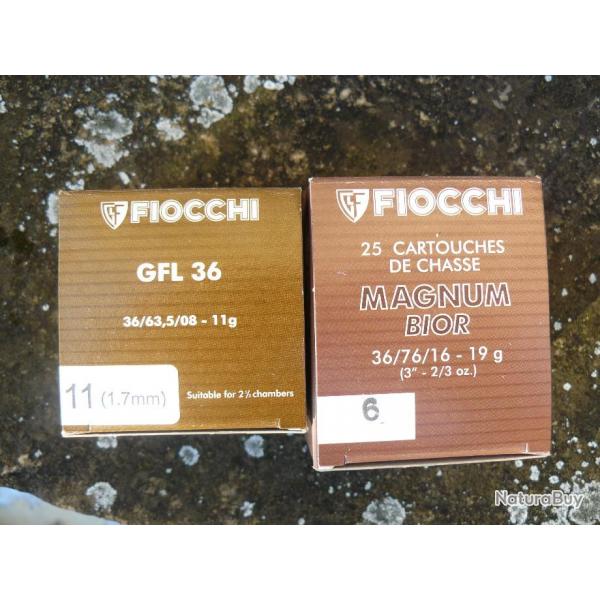 FIOCCHI
GFL 36
36/63,5/08 - 11g
11 (1.7mm)
Suitable for 2½ chambers
FIOCCHI
25 CARTOUCHES
DE CHASSE
MAGNUM
BIOR
36/76/16 - 19 g
(3" - 2/3 oz.)
6
NaturaBuy